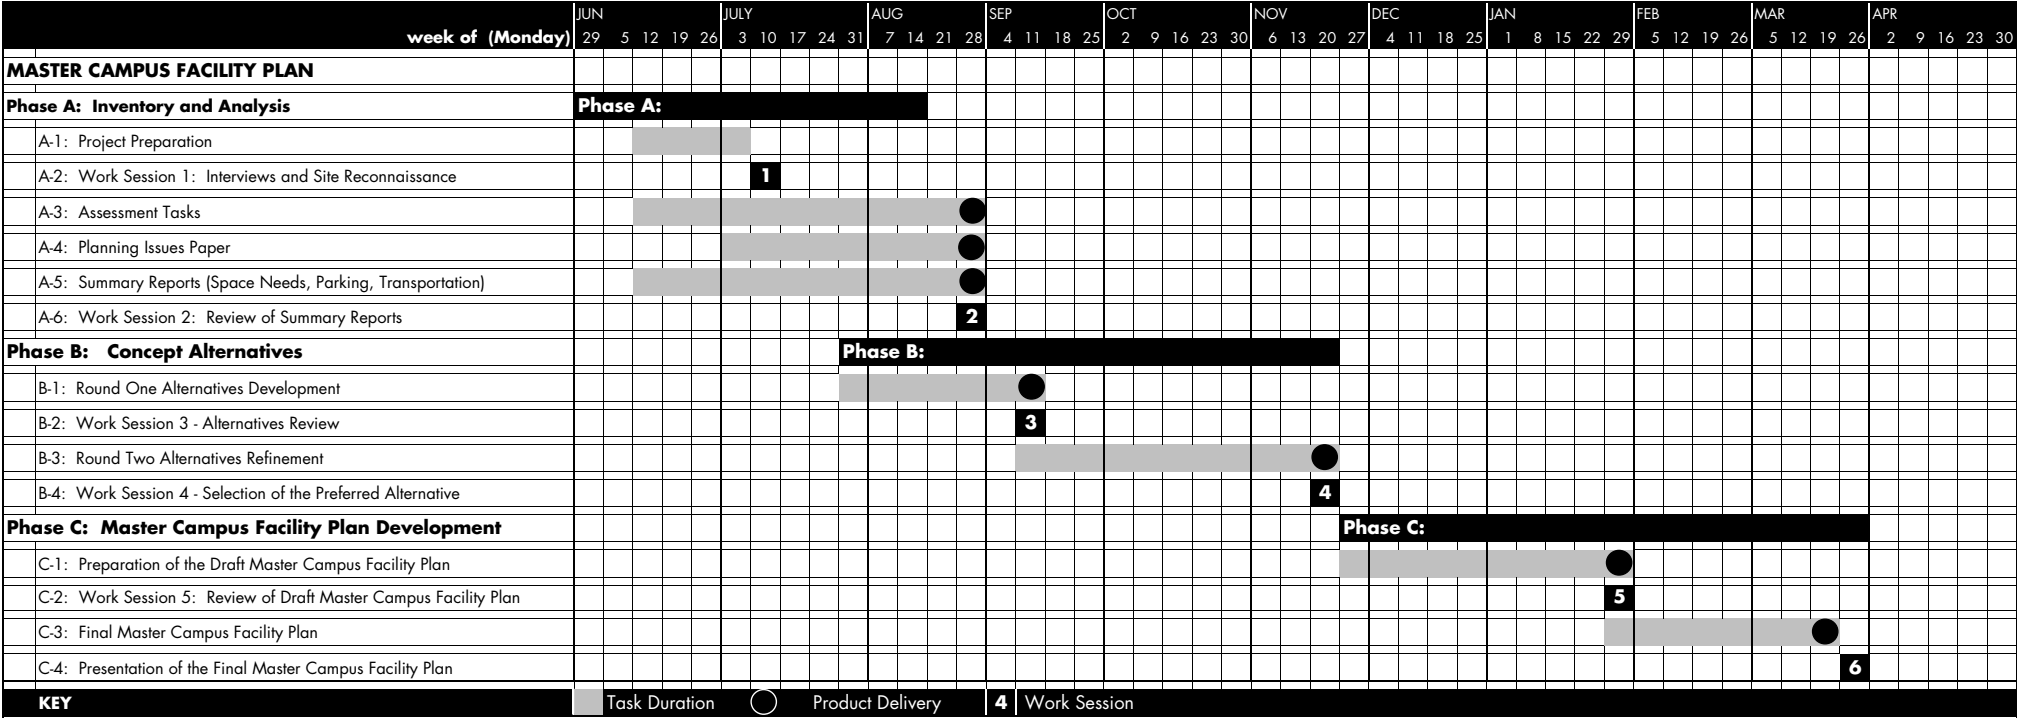 JUN JULY AUG SEP OCT NOV DEC JAN FEB MAR APR
week of (Monday) 29 5 12 19 26 3 10 17 24 31 7 14 21 28 4 11 18 25 2 9 16 23 30 6 13 20 27 4 11 18 25 1 8 15 22 29 5 12 19 26 5 12 19 26 2 9 16 23 30
MASTER CAMPUS FACILITY PLAN
Phase A: Inventory and Analysis Phase A:
A-1: Project Preparation
A-2: Work Session 1: Interviews and Site Reconnaissance 1
A-3: Assessment Tasks
A-4: Planning Issues Paper
A-5: Summary Reports (Space Needs, Parking, Transportation)
A-6: Work Session 2: Review of Summary Reports 2
Phase B: Concept Alternatives Phase B:
B-1: Round One Alternatives Development
B-2: Work Session 3 - Alternatives Review 3
B-3: Round Two Alternatives Refinement
B-4: Work Session 4 - Selection of the Preferred Alternative 4
Phase C: Master Campus Facility Plan Development Phase C:
C-1: Preparation of the Draft Master Campus Facility Plan
C-2: Work Session 5: Review of Draft Master Campus Facility Plan 5
C-3: Final Master Campus Facility Plan
C-4: Presentation of the Final Master Campus Facility Plan 6
KEY Task Duration Product Delivery 4 Work Session